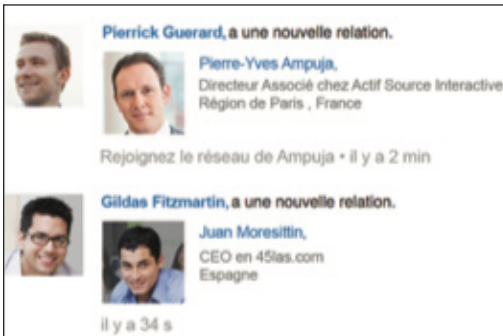 Pierrick Guerard, a une nouvelle relation.
Pierre-Yves Ampuja,
Directeur Associé chez Actif Source Interactive
Région de Paris , France
Rejoignez le réseau de Ampuja • il y a 2 min
Gildas Fitzmartin, a une nouvelle relation.
Juan Moresittin,
CEO en 45las.com
Espagne
il y a 34 s